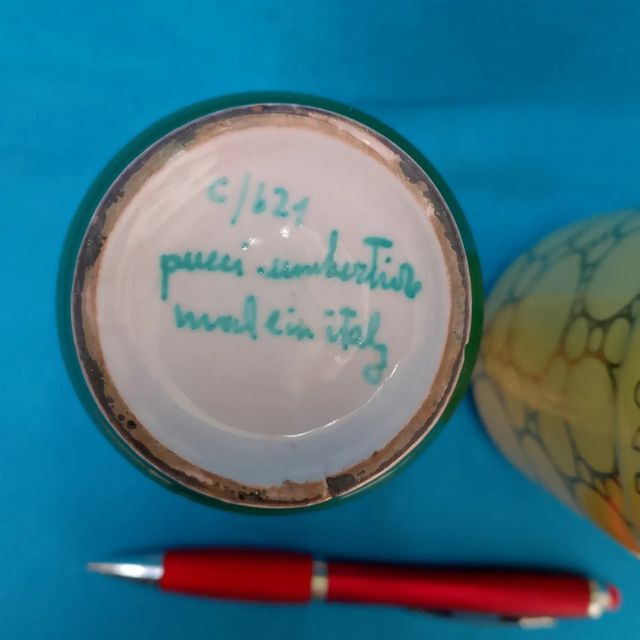 c/621
pucci umbertide
made in italy